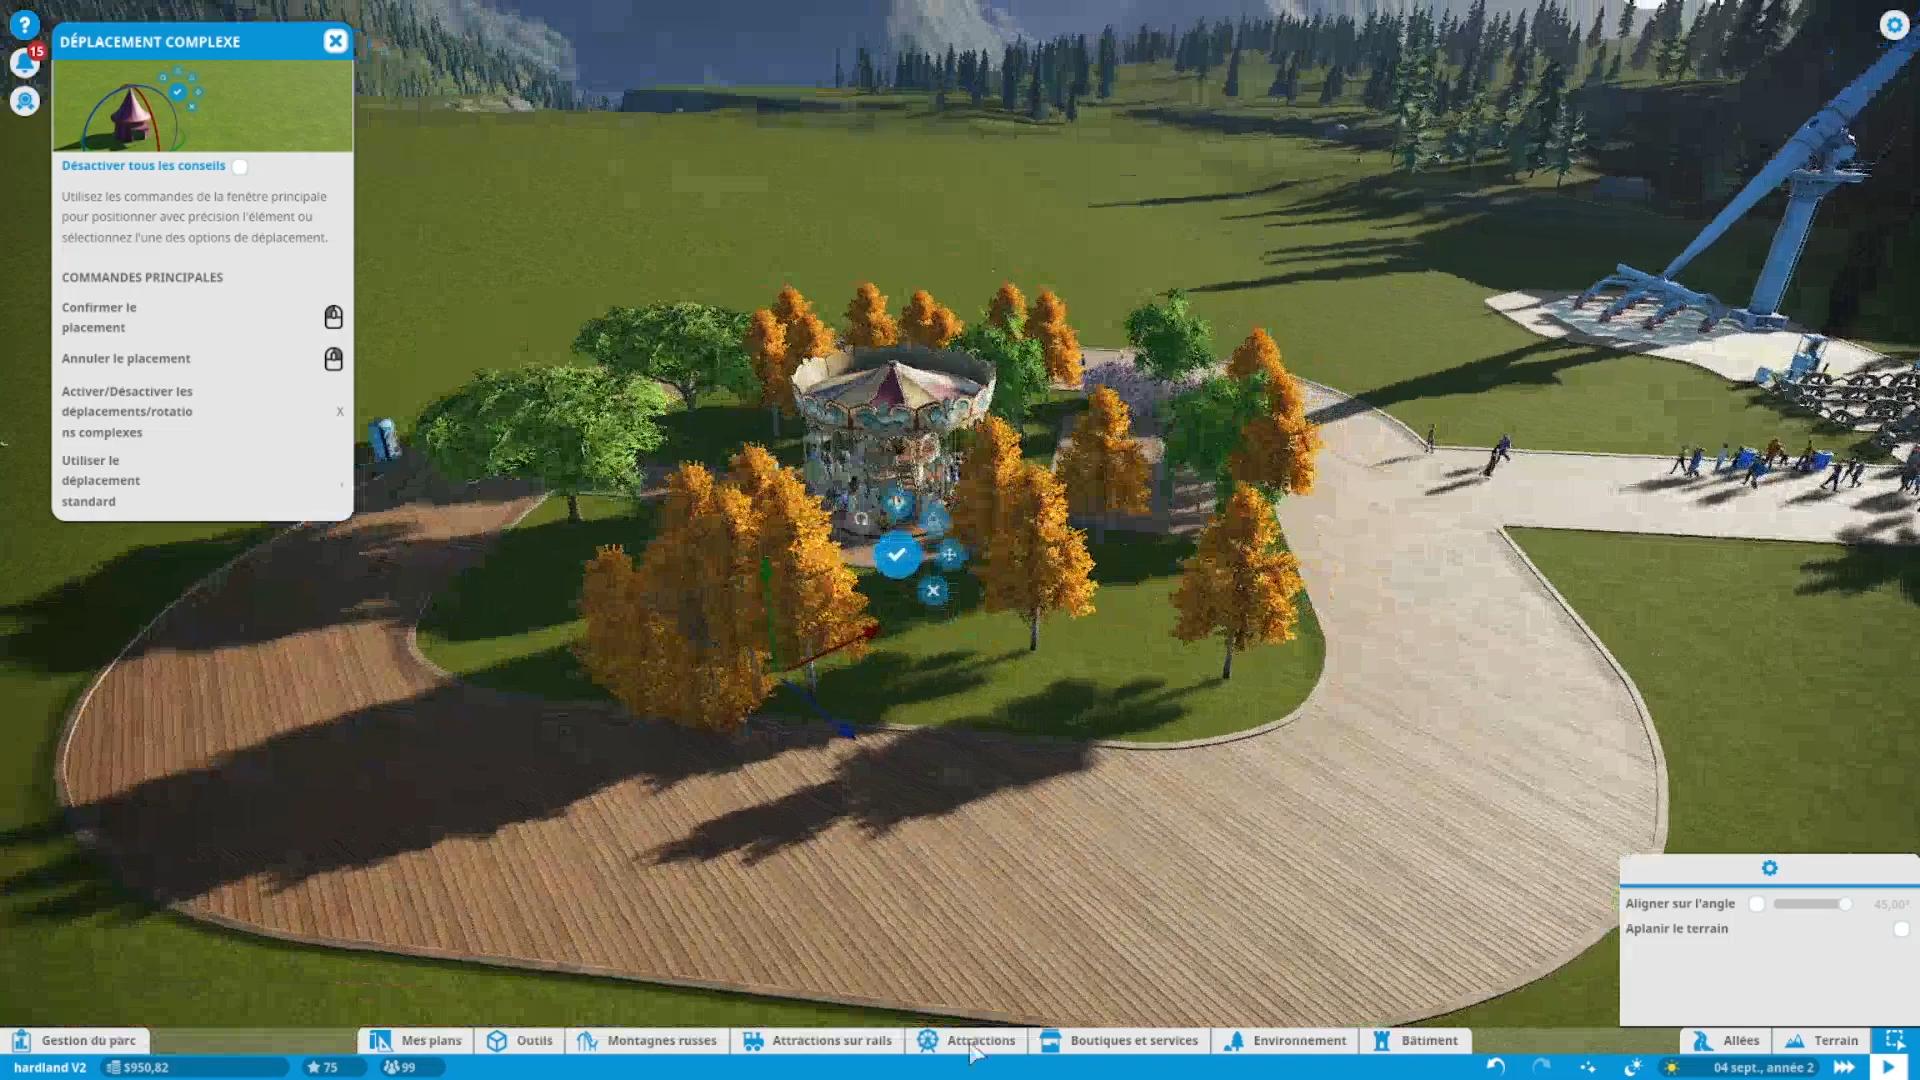 ?
15
DÉPLACEMENT COMPLEXE
Désactiver tous les conseils
Utilisez les commandes de la fenêtre principale
pour positionner avec précision l'élément ou
sélectionnez l'une des options de déplacement.
COMMANDES PRINCIPALES
Confirmer le
placement
Annuler le placement
Activer/Désactiver les
déplacements/rotatio
ns complexes
X
Utiliser le
déplacement
standard
Aligner sur l'angle
45,00°
Aplanir le terrain
Gestion du parc
Mes plans
Outils
Montagnes russes
Attractions sur rails
Attractions
Boutiques et services
Environnement
Bâtiment
Allées
Terrain
hardland V2
$950,82
75
99
04 sept., année 2